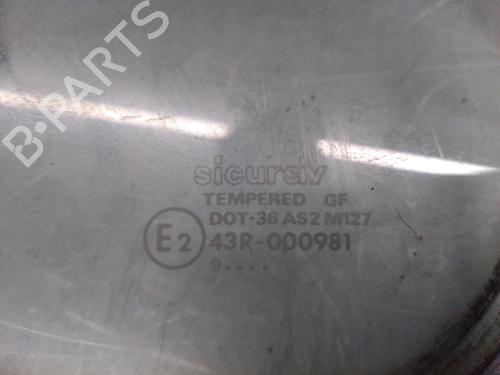 B-PARTS
sicursiv
TEMPERED GF
DOT-36 AS2 M127
E2 43R-000981
9....